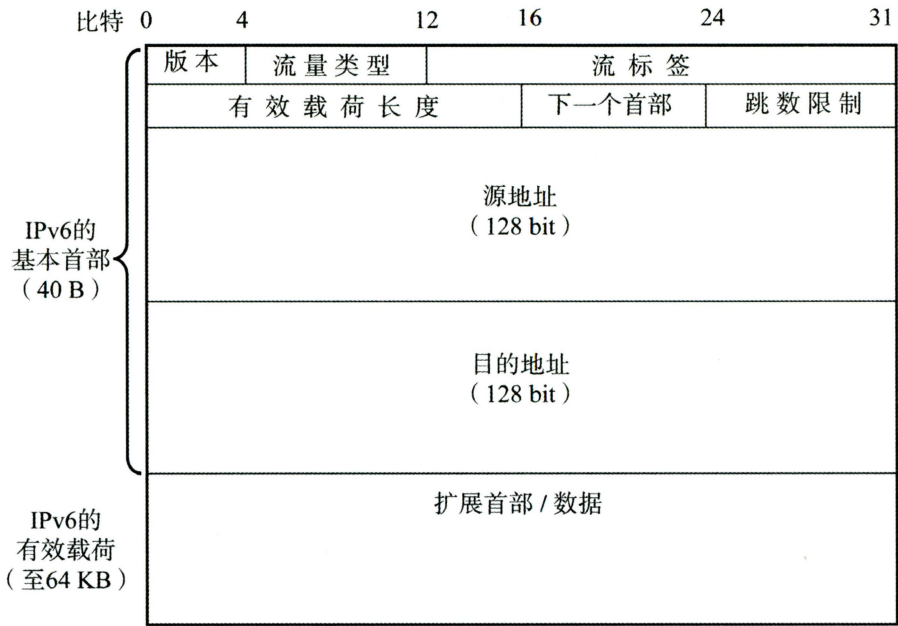 比特 0 4 12 16 24 31
版本 流量类型 流标签
有效载荷长度 下一个首部 跳数限制
源地址
（128 bit）
IPv6的
基本首部
（40 B）
目的地址
（128 bit）
扩展首部 / 数据
IPv6的
有效载荷
（至64 KB）